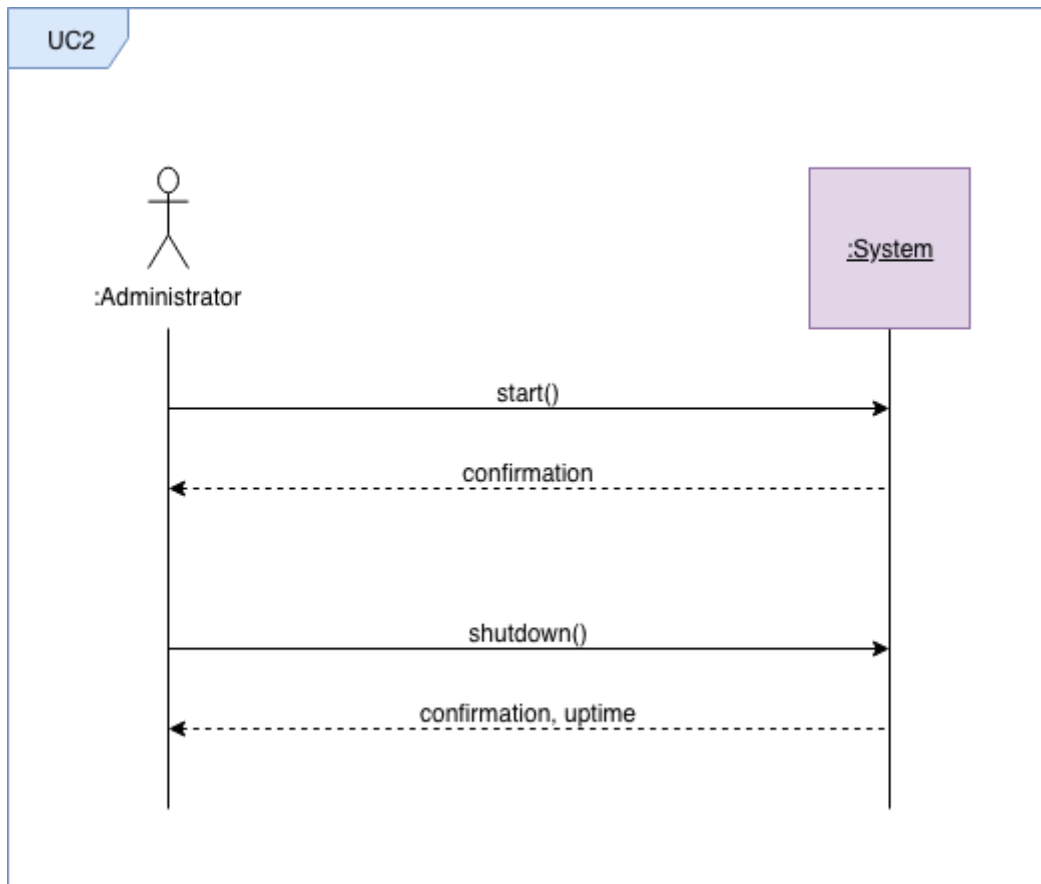 UC2
:Administrator
:System
start()
confirmation
shutdown()
confirmation, uptime